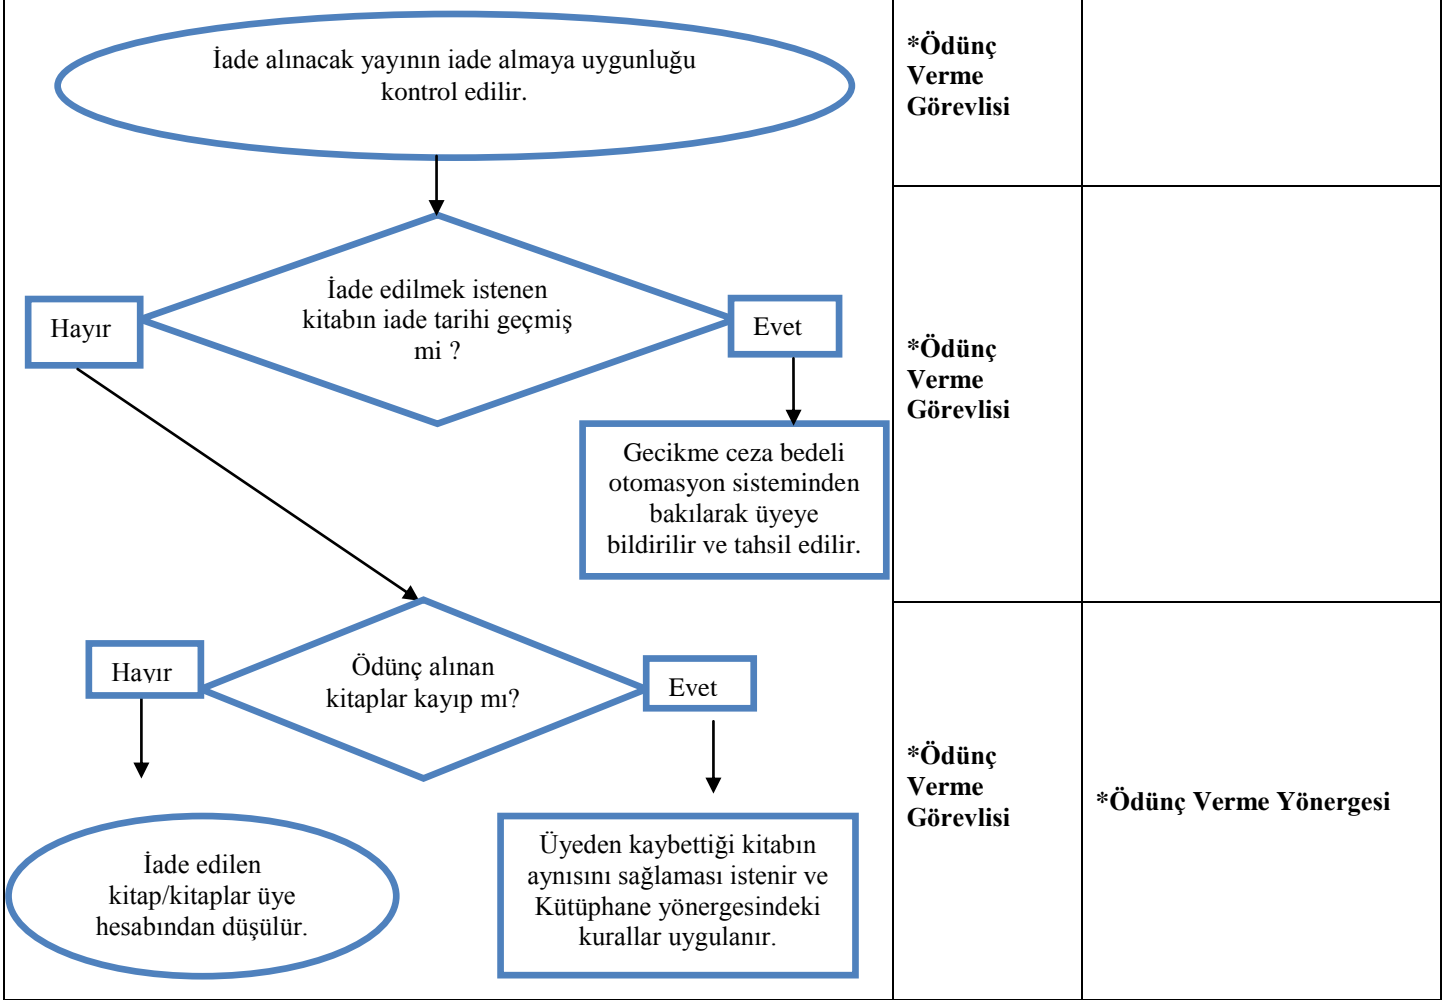 İade alınacak yayının iade almaya uygunluğu
kontrol edilir.
*Ödünç
Verme
Görevlisi
İade edilmek istenen
kitabın iade tarihi geçmiş
mi ?
Hayır
Evet
*Ödünç
Verme
Görevlisi
Gecikme ceza bedeli
otomasyon sisteminden
bakılarak üyeye
bildirilir ve tahsil edilir.
Ödünç alınan
kitaplar kayıp mı?
Hayır
Evet
*Ödünç
Verme
Görevlisi
*Ödünç Verme Yönergesi
İade edilen
kitap/kitaplar üye
hesabından düşülür.
Üyeden kaybettiği kitabın
aynısını sağlaması istenir ve
Kütüphane yönergesindeki
kurallar uygulanır.